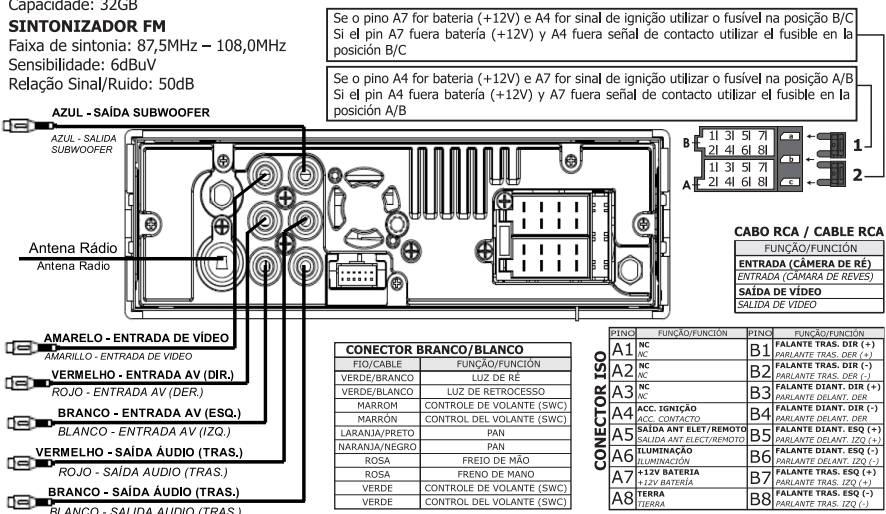 Capacidade: 32GB
SINTONIZADOR FM
Faixa de sintonia: 87,5MHz – 108,0MHz
Sensibilidade: 6dBuV
Relação Sinal/Ruido: 50dB
Se o pino A7 for bateria (+12V) e A4 for sinal de ignição utilizar o fusível na posição B/C
Si el pin A7 fuera batería (+12V) y A4 fuera señal de contacto utilizar el fusible en la
posición B/C
Se o pino A4 for bateria (+12V) e A7 for sinal de ignição utilizar o fusível na posição A/B
Si el pin A4 fuera batería (+12V) y A7 fuera señal de contacto utilizar el fusible en la
posición A/B
B 1 3 5 7 a 1
2 4 6 8 b
1 3 5 7 2
A 2 4 6 8 c
AZUL - SAÍDA SUBWOOFER
AZUL - SALIDA
SUBWOOFER
Antena Rádio
Antena Radio
AMARELO - ENTRADA DE VÍDEO
AMARILLO - ENTRADA DE VIDEO
VERMELHO - ENTRADA AV (DIR.)
ROJO - ENTRADA AV (DER.)
BRANCO - ENTRADA AV (ESQ.)
BLANCO - ENTRADA AV (IZQ.)
VERMELHO - SAÍDA ÁUDIO (TRAS.)
ROJO - SAÍDA AUDIO (TRAS.)
BRANCO - SAÍDA ÁUDIO (TRAS.)
BLANCO - SALIDA AUDIO (TRAS.)
CONECTOR BRANCO/BLANCO
FIO/CABLE FUNÇÃO/FUNCIÓN
VERDE/BRANCO LUZ DE RÉ
VERDE/BLANCO LUZ DE RETROCESSO
MARROM CONTROLE DE VOLANTE (SWC)
MARRÓN CONTROL DEL VOLANTE (SWC)
LARANJA/PRETO PAN
NARANJA/NEGRO PAN
ROSA FREIO DE MÃO
ROSA FRENO DE MANO
VERDE CONTROLE DE VOLANTE (SWC)
VERDE CONTROL DEL VOLANTE (SWC)
CABO RCA / CABLE RCA
FUNÇÃO/FUNCIÓN
ENTRADA (CÂMERA DE RÉ)
ENTRADA (CÂMARA DE REVES)
SAÍDA DE VÍDEO
SALIDA DE VIDEO
CONECTOR ISO
PINO FUNÇÃO/FUNCIÓN PINO FUNÇÃO/FUNCIÓN
A1 NC B1 FALANTE TRAS. DIR (+)
NC PARLANTE TRAS. DER (+)
A2 NC B2 FALANTE TRAS. DIR (-)
NC PARLANTE TRAS. DER (-)
A3 NC B3 FALANTE DIANT. DIR (+)
NC PARLANTE DELANT. DER
A4 ACC. IGNIÇÃO B4 FALANTE DIANT. DIR (-)
ACC. CONTACTO PARLANTE DELANT. DER
A5 SAÍDA ANT ELET/REMOTO B5 FALANTE DIANT. ESQ (+)
SALIDA ANT ELECT/REMOTO PARLANTE DELANT. IZQ (+)
A6 ILUMINAÇÃO B6 FALANTE DIANT. ESQ (-)
ILUMINACIÓN PARLANTE DELANT. IZQ (-)
A7 +12V BATERIA B7 FALANTE TRAS. ESQ (+)
+12V BATERÍA PARLANTE TRAS. IZQ (+)
A8 TERRA B8 FALANTE TRAS. ESQ (-)
TIERRA PARLANTE TRAS. IZQ (-)